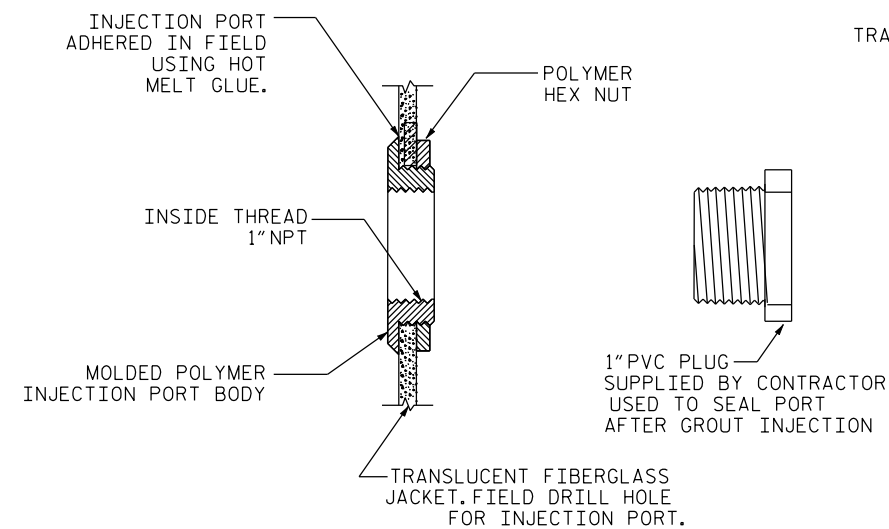 INJECTION PORT
ADHERED IN FIELD
USING HOT
MELT GLUE.
TRA
POLYMER
HEX NUT
INSIDE THREAD
1" NPT
MOLDED POLYMER
INJECTION PORT BODY
1" PVC PLUG
SUPPLIED BY CONTRACTOR
USED TO SEAL PORT
AFTER GROUT INJECTION
TRANSLUCENT FIBERGLASS
JACKET. FIELD DRILL HOLE
FOR INJECTION PORT.